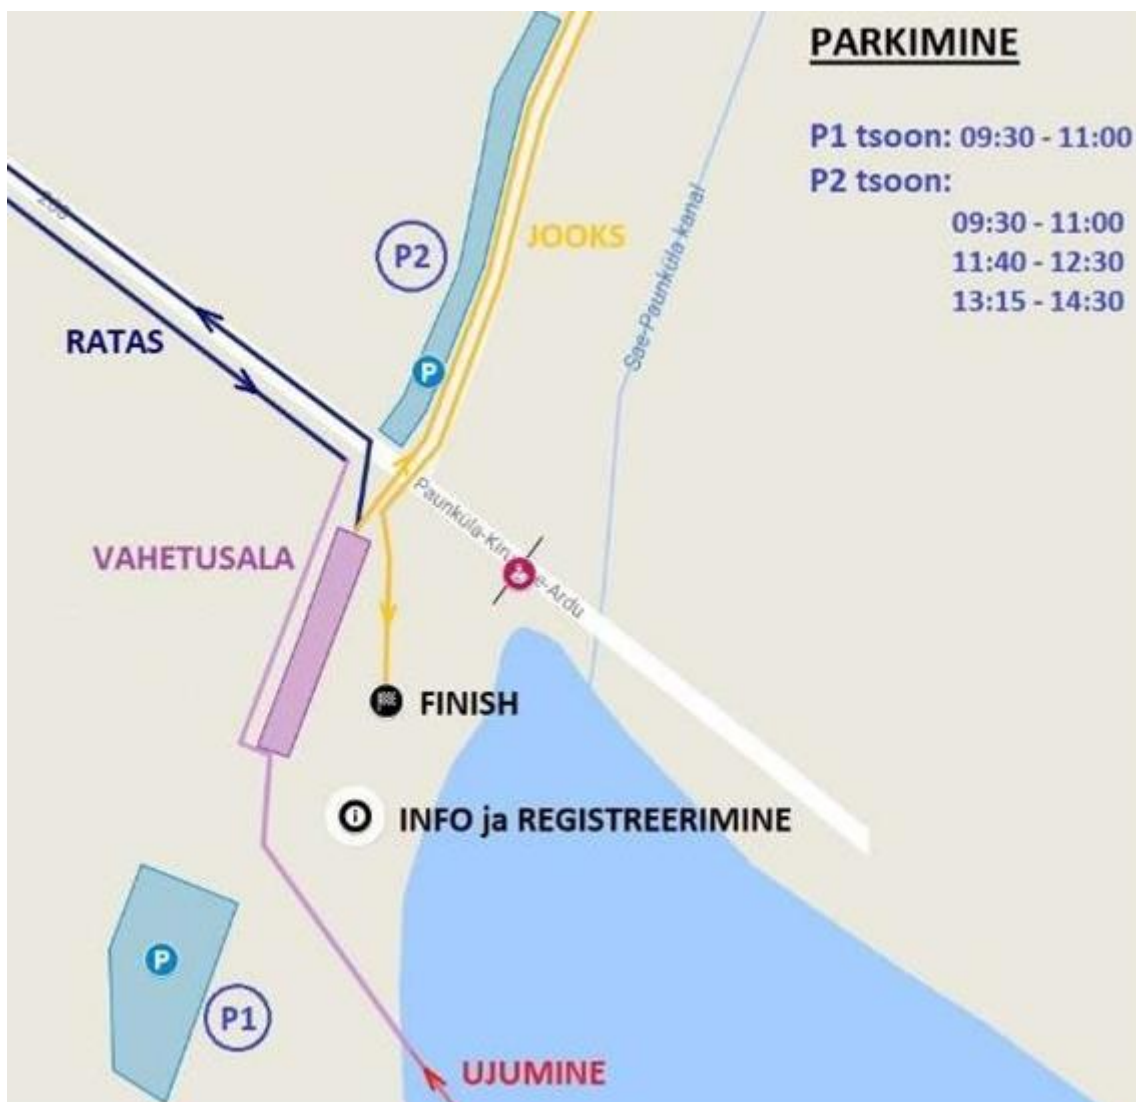 PARKIMINE
P1 tsoon: 09:30 - 11:00
P2 tsoon:
09:30 - 11:00
11:40 - 12:30
13:15 - 14:30
P2
JOOKS
Sae-Paunküla kanal
RATAS
P
VAHETUSALA
FINISH
i
INFO ja REGISTREERIMINE
P
P1
UJUMINE